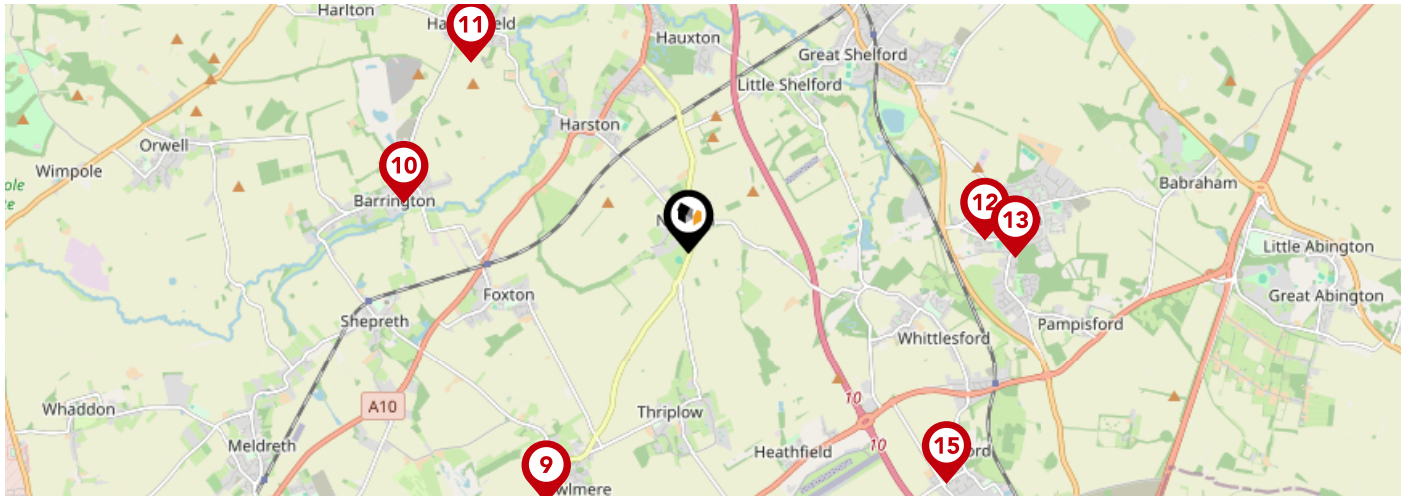 Harlton
11
Hauxton
Great Shelford
Little Shelford
Harston
Orwell
10
Wimpole
Barrington
Babraham
12
13
Little Abington
Foxton
Great Abington
Shepreth
Pampisford
Whittlesford
10
A10
Whaddon
Thriplow
Meldreth
10
15
Heathfield
9